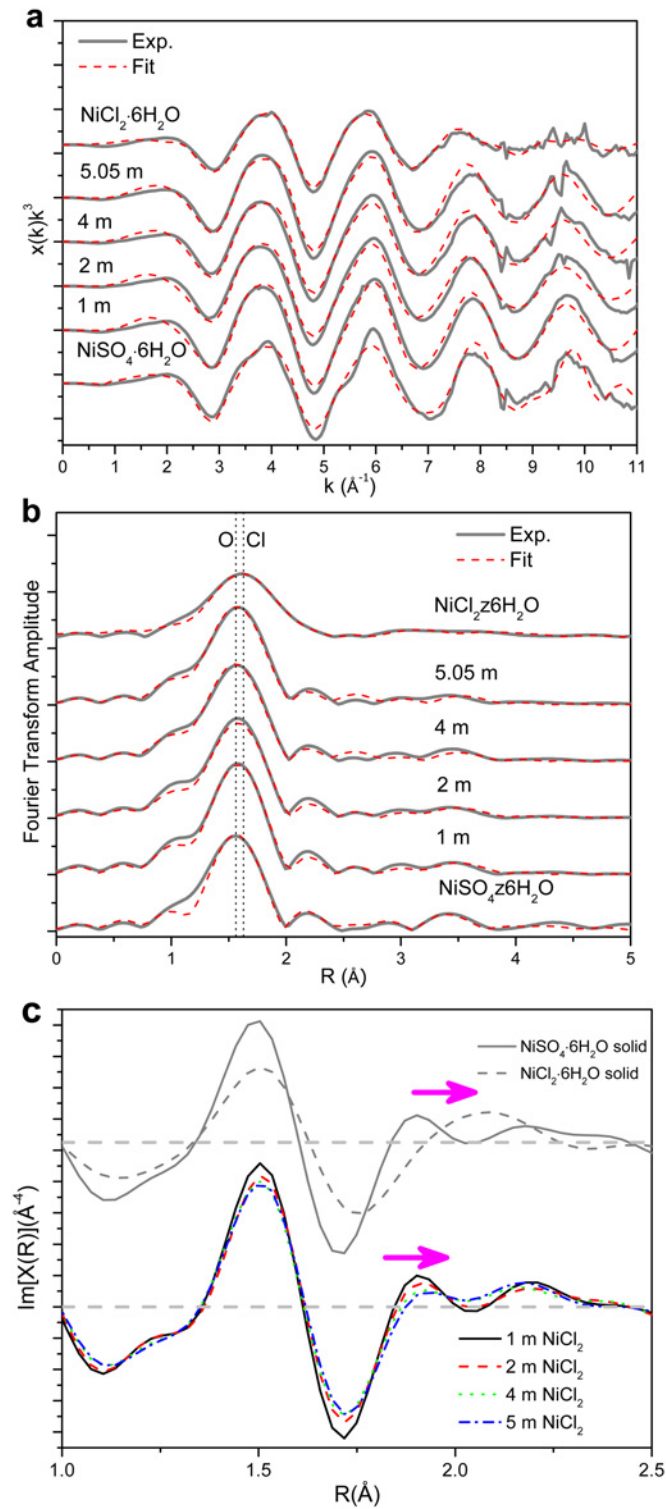 a
Exp.
Fit
NiCl₂·6H₂O
5.05 m
4 m
2 m
1 m
NiSO₄·6H₂O
x(k)k³
0 1 2 3 4 5 6 7 8 9 10 11
k (Å⁻¹)
b
O Cl
Exp.
Fit
NiCl₂z6H₂O
5.05 m
4 m
2 m
1 m
NiSO₄z6H₂O
Fourier Transform Amplitude
0 1 2 3 4 5
R (Å)
c
NiSO₄·6H₂O solid
NiCl₂·6H₂O solid
Im[X(R)](Å⁻⁴)
1 m NiCl₂
2 m NiCl₂
4 m NiCl₂
5 m NiCl₂
1.0 1.5 2.0 2.5
R(Å)